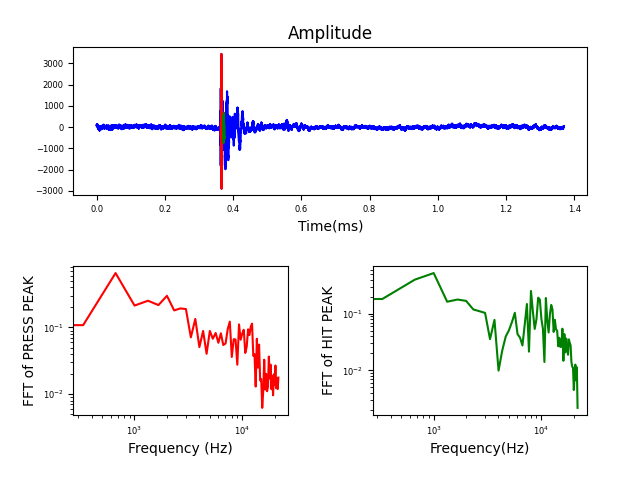 Amplitude
3000
2000
1000
0
−1000
−2000
−3000
0.0 0.2 0.4 0.6 0.8 1.0 1.2 1.4
Time(ms)
FFT of PRESS PEAK
10⁻¹
10⁻²
10³ 10⁴
Frequency (Hz)
FFT of HIT PEAK
10⁻¹
10⁻²
10³ 10⁴
Frequency(Hz)